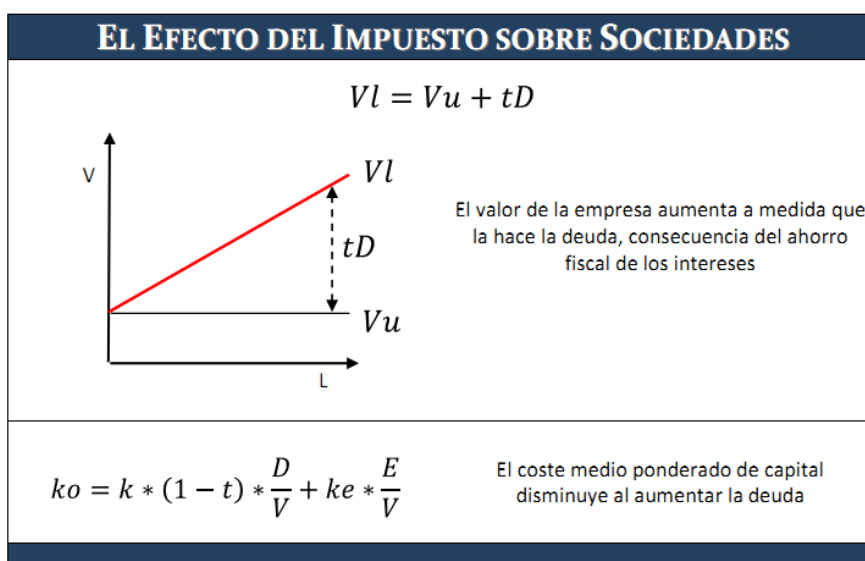 EL EFECTO DEL IMPUESTO SOBRE SOCIEDADES
Vl = Vu + tD
V
Vl
tD
Vu
L
El valor de la empresa aumenta a medida que
la hace la deuda, consecuencia del ahorro
fiscal de los intereses
ko = k * (1 − t) * D/V + ke * E/V
El coste medio ponderado de capital
disminuye al aumentar la deuda